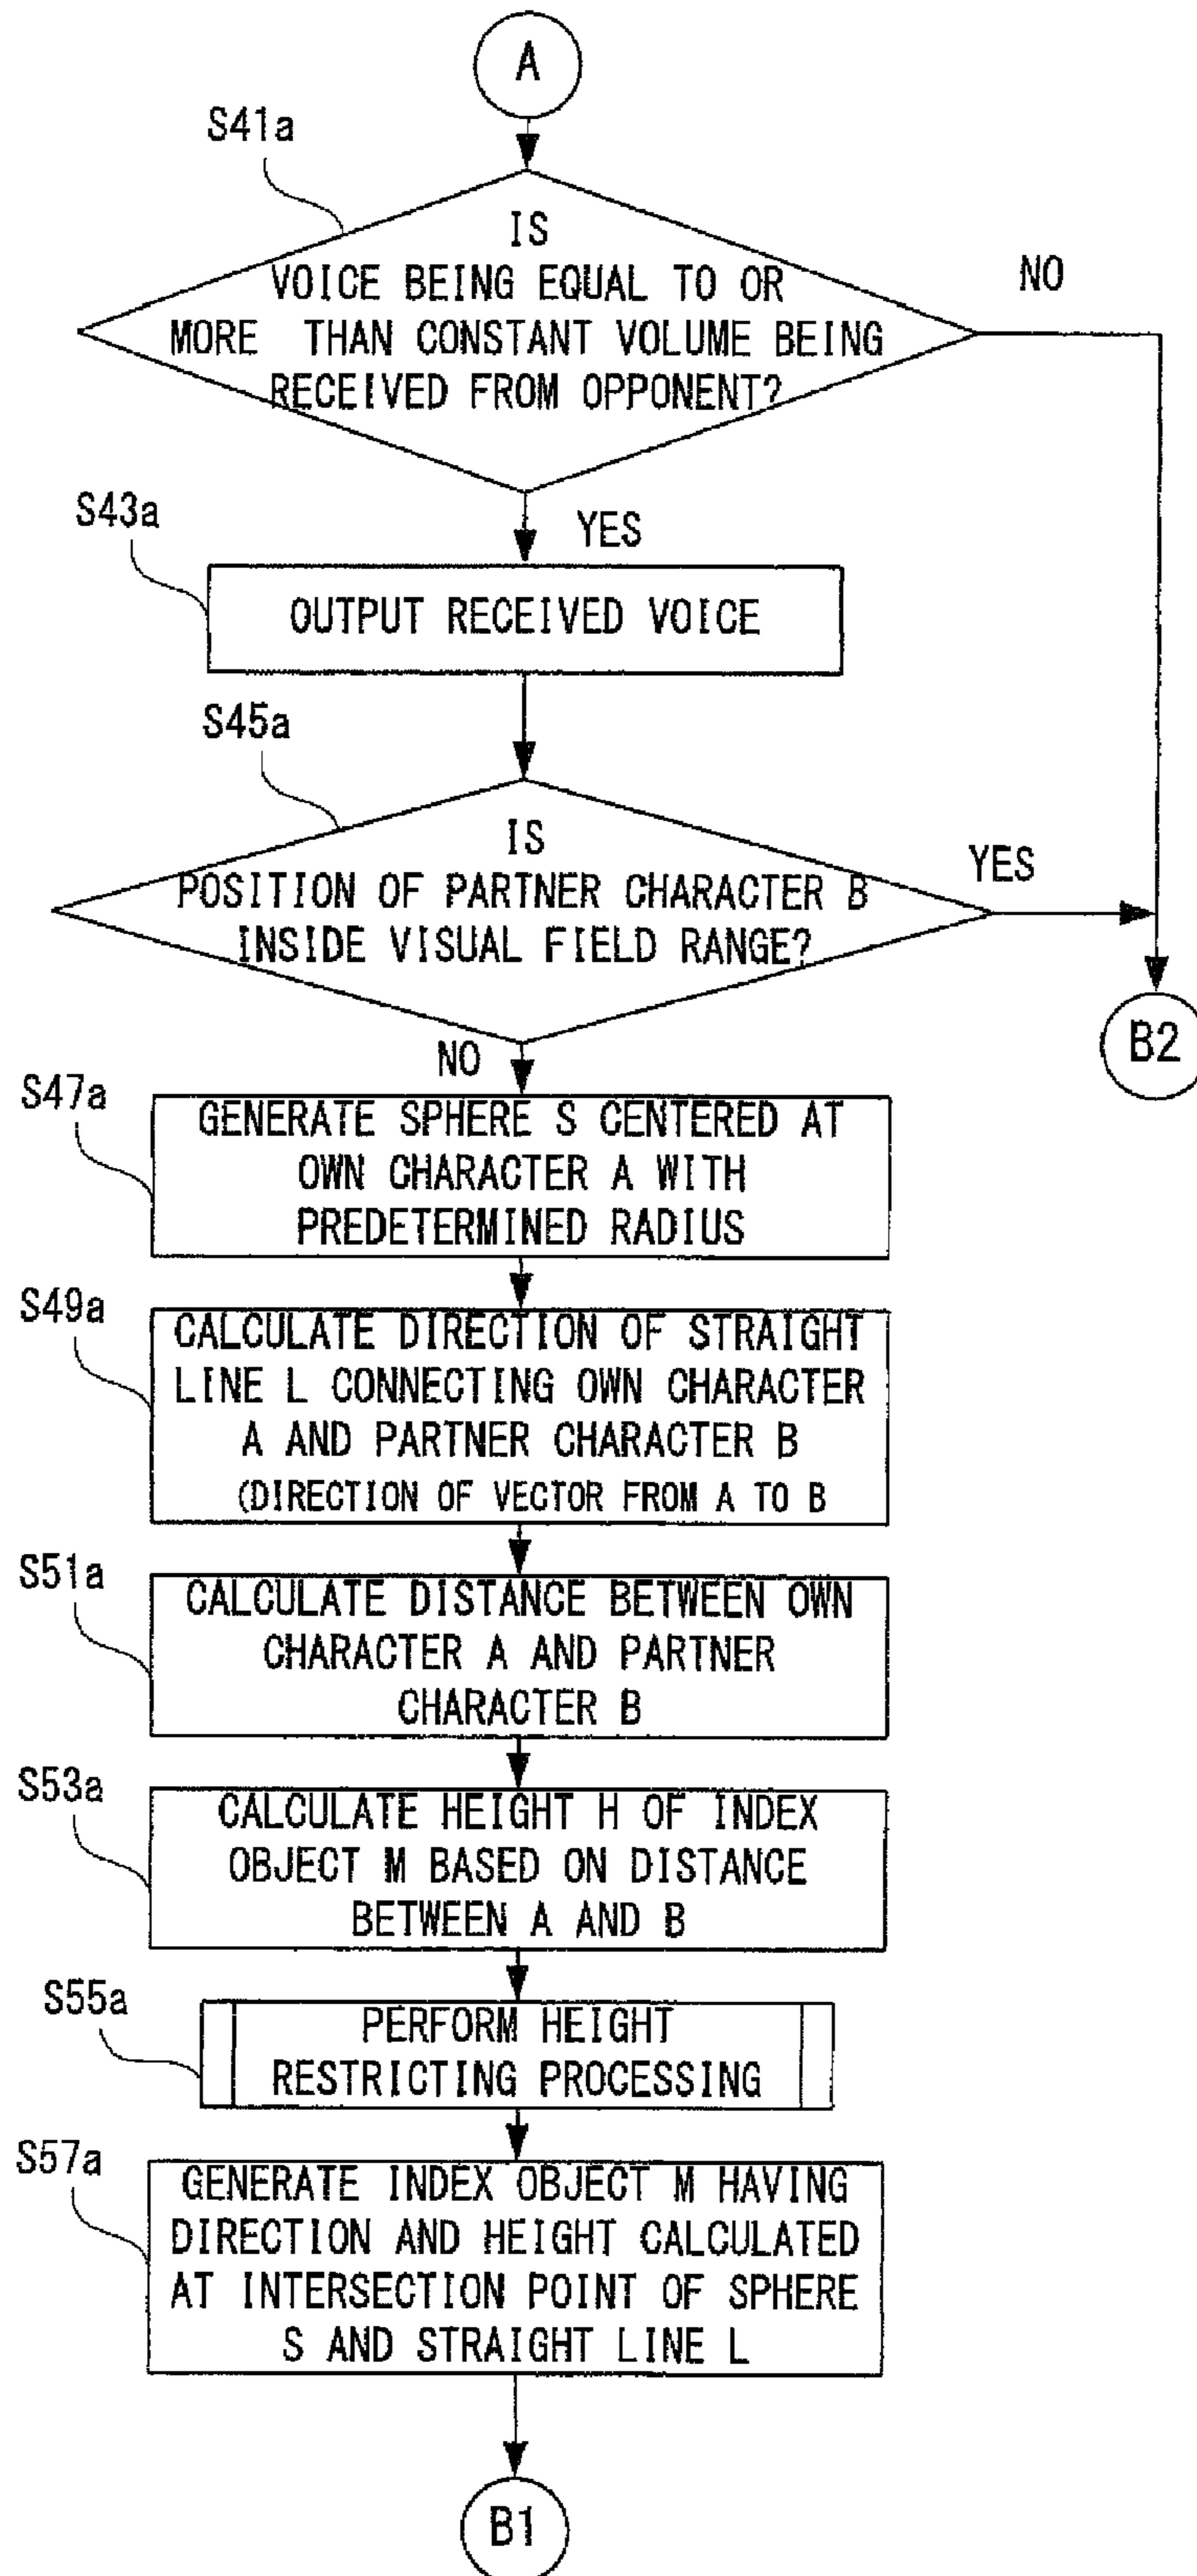 A
S41a
IS
VOICE BEING EQUAL TO OR
MORE THAN CONSTANT VOLUME BEING
RECEIVED FROM OPPONENT?
NO
S43a
YES
OUTPUT RECEIVED VOICE
S45a
IS
POSITION OF PARTNER CHARACTER B
INSIDE VISUAL FIELD RANGE?
YES
B2
NO
S47a
GENERATE SPHERE S CENTERED AT
OWN CHARACTER A WITH
PREDETERMINED RADIUS
S49a
CALCULATE DIRECTION OF STRAIGHT
LINE L CONNECTING OWN CHARACTER
A AND PARTNER CHARACTER B
(DIRECTION OF VECTOR FROM A TO B
S51a
CALCULATE DISTANCE BETWEEN OWN
CHARACTER A AND PARTNER
CHARACTER B
S53a
CALCULATE HEIGHT H OF INDEX
OBJECT M BASED ON DISTANCE
BETWEEN A AND B
S55a
PERFORM HEIGHT
RESTRICTING PROCESSING
S57a
GENERATE INDEX OBJECT M HAVING
DIRECTION AND HEIGHT CALCULATED
AT INTERSECTION POINT OF SPHERE
S AND STRAIGHT LINE L
B1